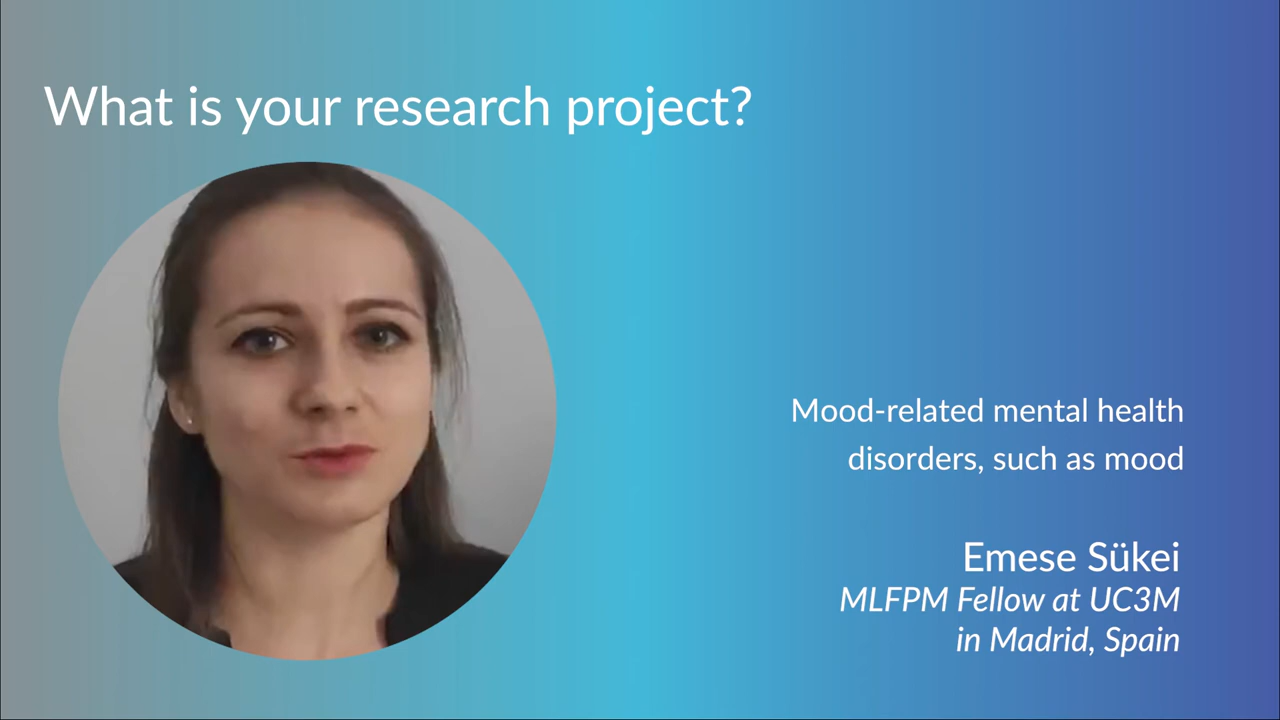 What is your research project?
Mood-related mental health
disorders, such as mood
Emese Sükei
MLFPM Fellow at UC3M
in Madrid, Spain